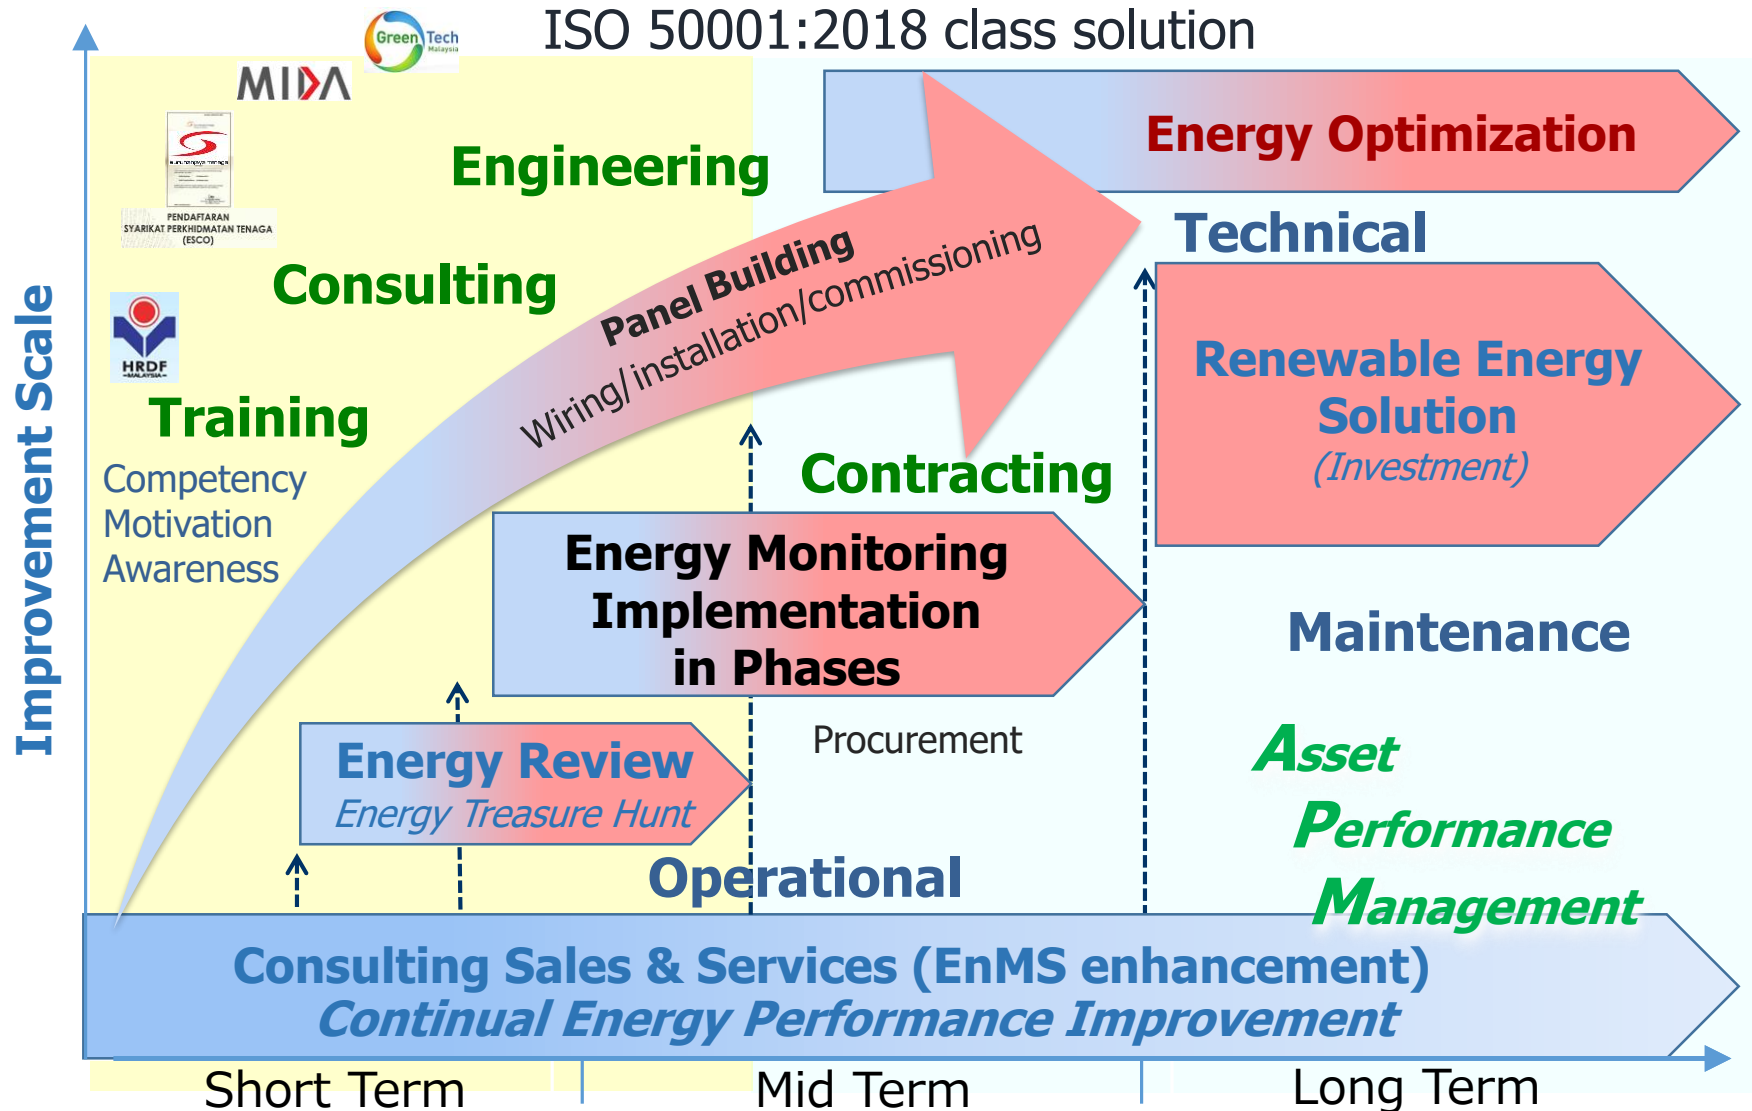 ISO 50001:2018 class solution
Green Tech
Malaysia
MIDA
Energy Optimization
Engineering
PENDAFTARAN
SYARIKAT PERKHIDMATAN TENAGA
(ESCO)
Technical
Consulting
Panel Building
Wiring/installation/commissioning
HRDF
MALAYSIA
Renewable Energy
Solution
(Investment)
Training
Competency
Motivation
Awareness
Contracting
Energy Monitoring
Implementation
in Phases
Maintenance
Improvement Scale
Procurement
Energy Review
Energy Treasure Hunt
Asset
Performance
Management
Operational
Consulting Sales & Services (EnMS enhancement)
Continual Energy Performance Improvement
Short Term
Mid Term
Long Term